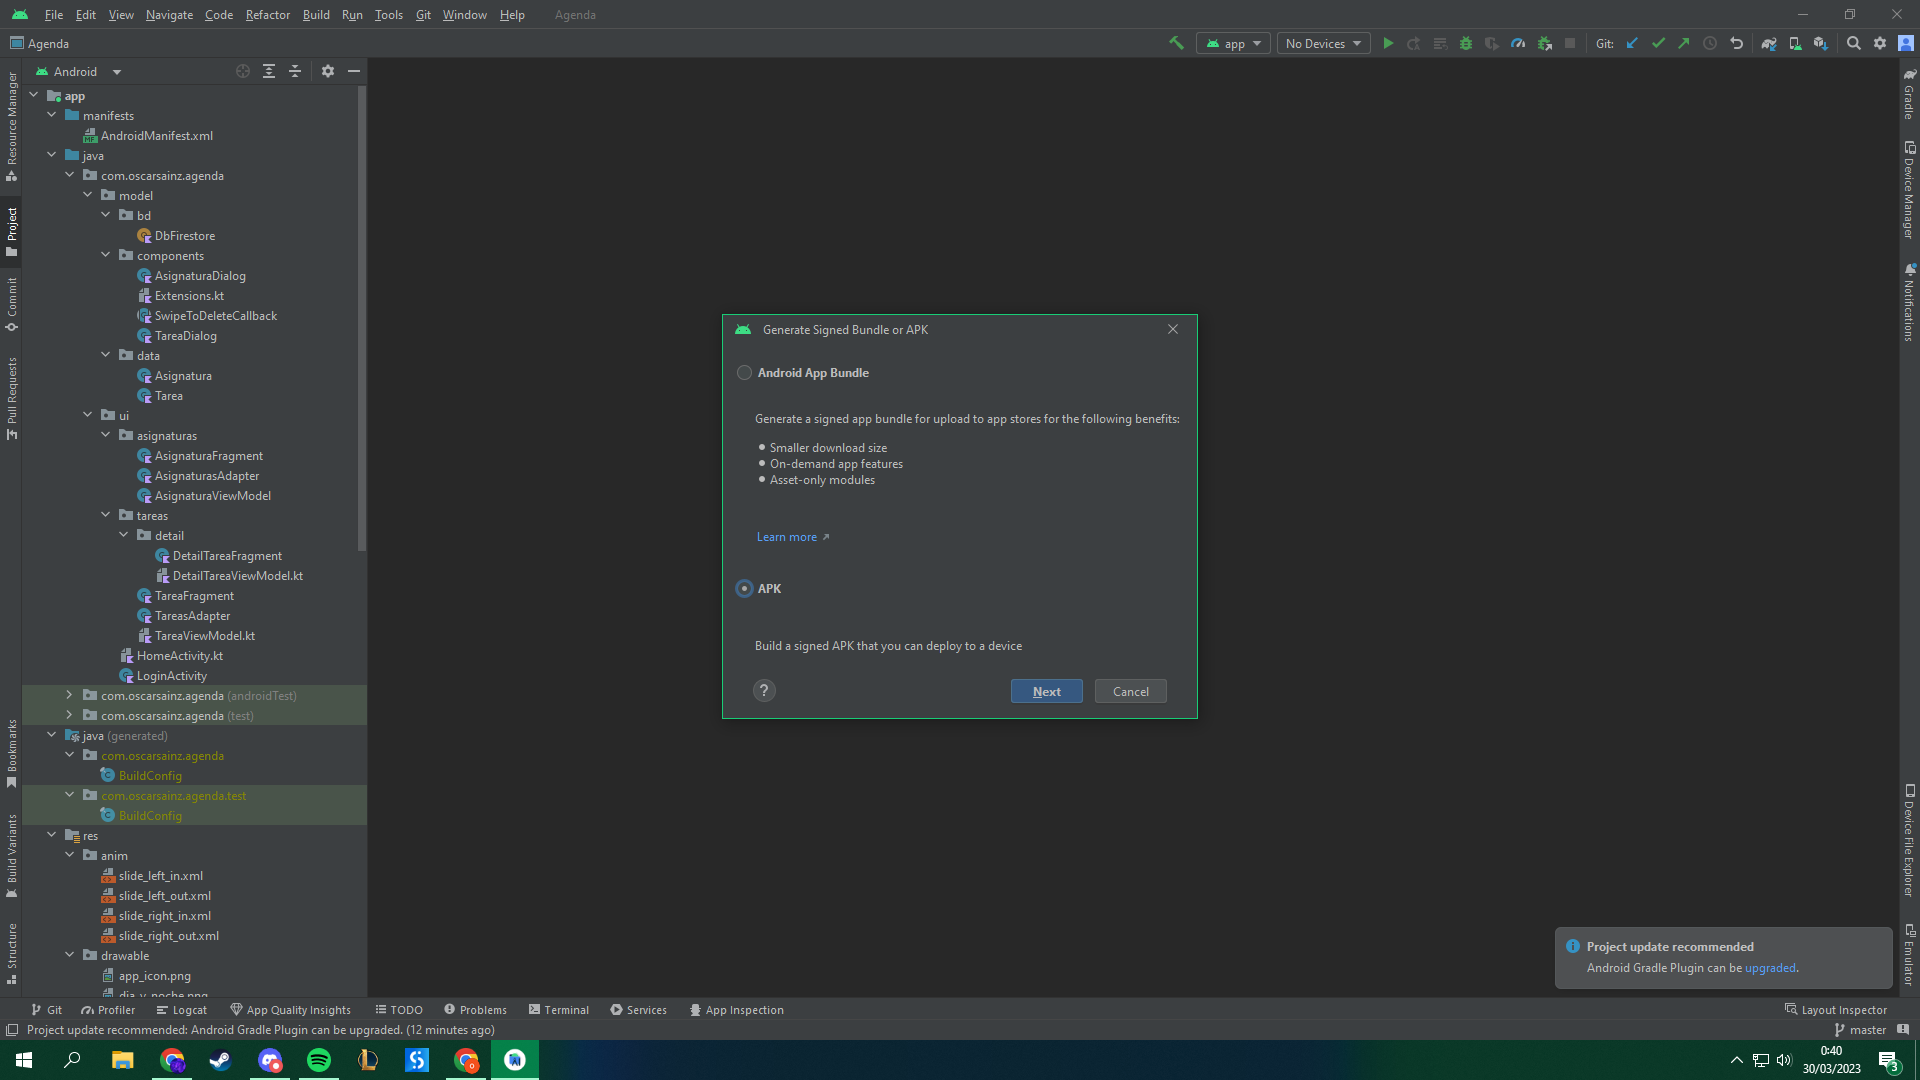 File Edit View Navigate Code Refactor Build Run Tools Git Window Help Agenda
Agenda
app
No Devices
Git:
Resource Manager
Project
Commit
Pull Requests
Bookmarks
Build Variants
Structure
Android
app
manifests
AndroidManifest.xml
java
com.oscarsainz.agenda
model
bd
DbFirestore
components
AsignaturaDialog
Extensions.kt
SwipeToDeleteCallback
TareaDialog
data
Asignatura
Tarea
ui
asignaturas
AsignaturaFragment
AsignaturasAdapter
AsignaturaViewModel
tareas
detail
DetailTareaFragment
DetailTareaViewModel.kt
TareaFragment
TareasAdapter
TareaViewModel.kt
HomeActivity.kt
LoginActivity
com.oscarsainz.agenda (androidTest)
com.oscarsainz.agenda (test)
java (generated)
com.oscarsainz.agenda
BuildConfig
com.oscarsainz.agenda.test
BuildConfig
res
anim
slide_left_in.xml
slide_left_out.xml
slide_right_in.xml
slide_right_out.xml
drawable
app_icon.png
dia_y_noche.png
Generate Signed Bundle or APK
Android App Bundle
Generate a signed app bundle for upload to app stores for the following benefits:
• Smaller download size
• On-demand app features
• Asset-only modules
Learn more ↗
APK
Build a signed APK that you can deploy to a device
?
Next
Cancel
Gradle
Device Manager
Notifications
Device File Explorer
Emulator
Project update recommended
Android Gradle Plugin can be upgraded.
Git Profiler Logcat App Quality Insights TODO Problems Terminal Services App Inspection Layout Inspector
Project update recommended: Android Gradle Plugin can be upgraded. (12 minutes ago)
master
0:40
30/03/2023
3